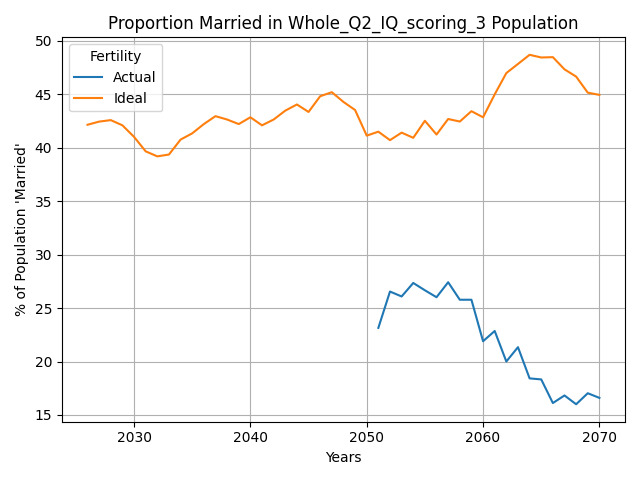 Proportion Married in Whole_Q2_IQ_scoring_3 Population
% of Population 'Married'
50
45
40
35
30
25
20
15
Fertility
Actual
Ideal
2030
2040
2050
2060
2070
Years